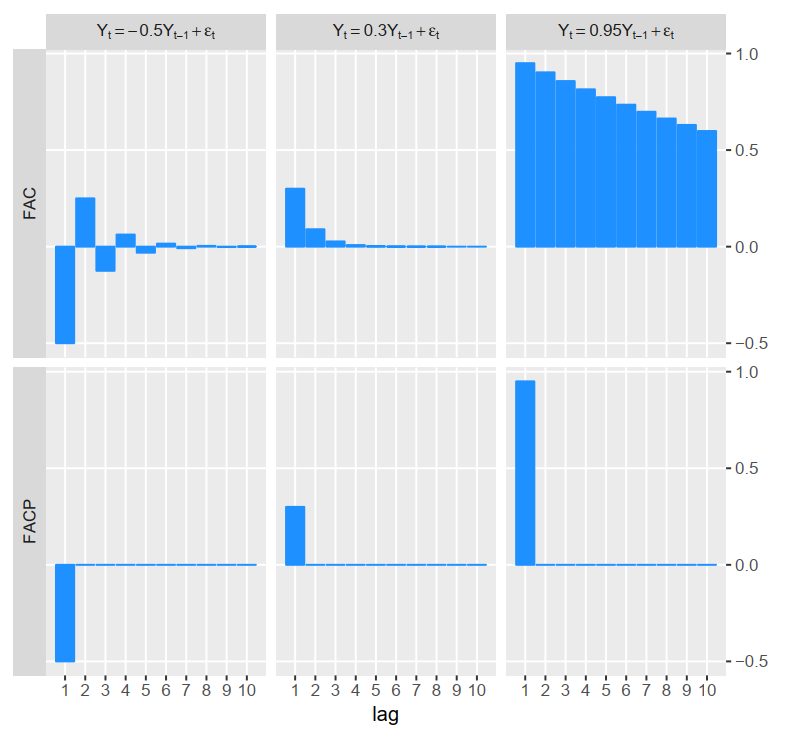 Yₜ = −0.5Yₜ₋₁ + εₜ
Yₜ = 0.3Yₜ₋₁ + εₜ
Yₜ = 0.95Yₜ₋₁ + εₜ
FAC
1.0
0.5
0.0
−0.5
FACP
1.0
0.5
0.0
−0.5
1 2 3 4 5 6 7 8 9 10
1 2 3 4 5 6 7 8 9 10
1 2 3 4 5 6 7 8 9 10
lag